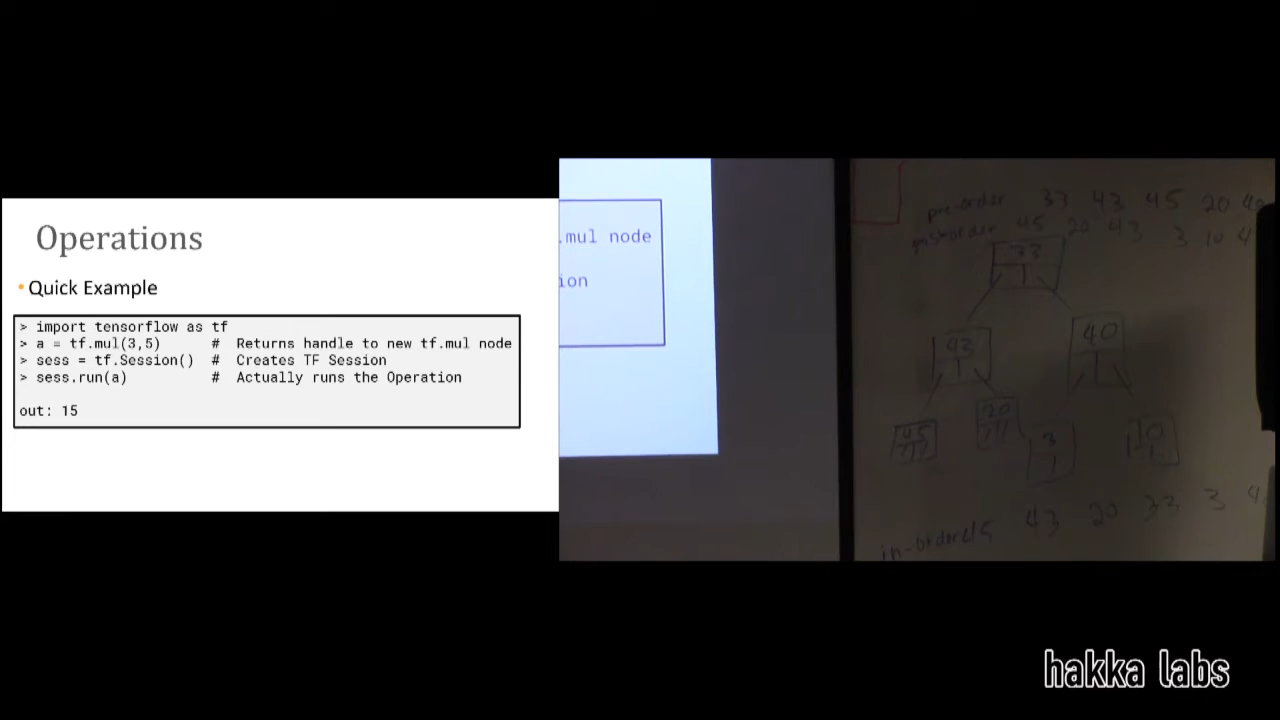 Operations
• Quick Example
> import tensorflow as tf
> a = tf.mul(3,5) # Returns handle to new tf.mul node
> sess = tf.Session() # Creates TF Session
> sess.run(a) # Actually runs the Operation
out: 15
.mul node
ion
pre-order 33 43 45 20 40
postorder 45 20 43 3 10 4
33
43 40
45 20 3 10
in-order 45 43 20 33 3 4
hakka labs